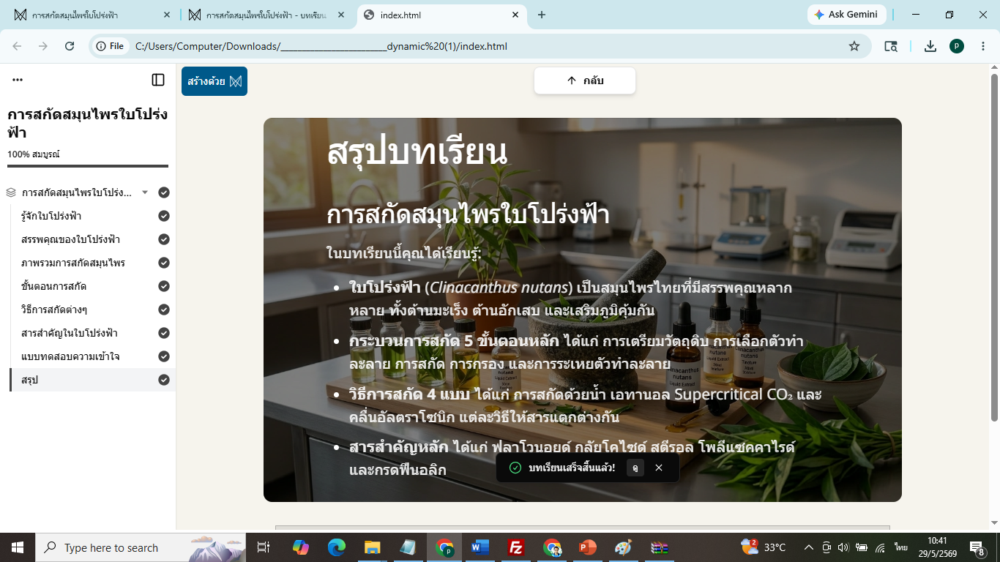 การสกัดสมุนไพรใบโปร่งฟ้า
การสกัดสมุนไพรใบโปร่งฟ้า - บทเรียน
index.html
Ask Gemini
File
C:/Users/Computer/Downloads/_________________________dynamic%20(1)/index.html
p
สร้างด้วย
กลับ
การสกัดสมุนไพรใบโปร่ง
ฟ้า
100% สมบูรณ์
การสกัดสมุนไพรใบโปร่ง...
รู้จักใบโปร่งฟ้า
สรรพคุณของใบโปร่งฟ้า
ภาพรวมการสกัดสมุนไพร
ขั้นตอนการสกัด
วิธีการสกัดต่างๆ
สารสำคัญในใบโปร่งฟ้า
แบบทดสอบความเข้าใจ
สรุป
สรุปบทเรียน
การสกัดสมุนไพรใบโปร่งฟ้า
ในบทเรียนนี้คุณได้เรียนรู้:
ใบโปร่งฟ้า (Clinacanthus nutans) เป็นสมุนไพรไทยที่มีสรรพคุณหลาก
หลาย ทั้งต้านมะเร็ง ต้านอักเสบ และเสริมภูมิคุ้มกัน
กระบวนการสกัด 5 ขั้นตอนหลัก ได้แก่ การเตรียมวัตถุดิบ การเลือกตัวทำ
ละลาย การสกัด การกรอง และการระเหยตัวทำละลาย
วิธีการสกัด 4 แบบ ได้แก่ การสกัดด้วยน้ำ เอทานอล Supercritical CO₂ และ
คลื่นอัลตราโซนิก แต่ละวิธีให้สารแตกต่างกัน
สารสำคัญหลัก ได้แก่ ฟลาโวนอยด์ กลัยโคไซด์ สตีรอล โพลีแซคคาไรด์
และกรดฟีนอลิก
บทเรียนเสร็จสิ้นแล้ว!
ดู
Type here to search
2
33°C
ไทย
10:41
29/5/2569
8